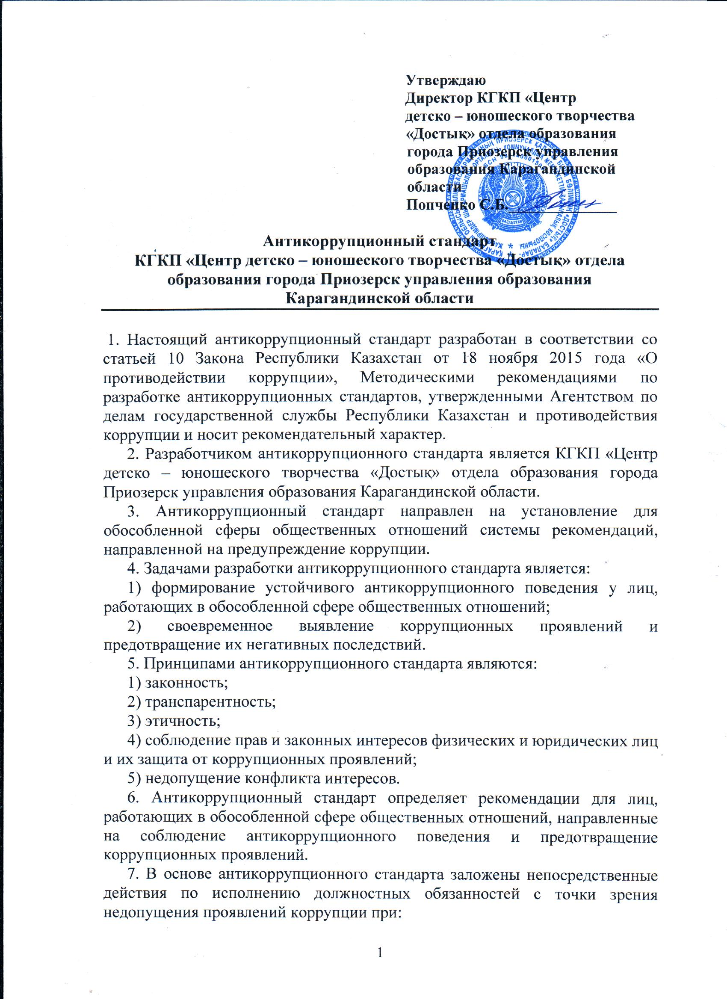 Утверждаю
Директор КГКП «Центр
детско – юношеского творчества
«Достық» отдела образования
города Приозерск управления
образования Карагандинской
области
Попченко С.Б.
QAZAQSTAN
Антикоррупционный стандарт
КГКП «Центр детско – юношеского творчества «Достық» отдела
образования города Приозерск управления образования
Карагандинской области
1. Настоящий антикоррупционный стандарт разработан в соответствии со
статьей 10 Закона Республики Казахстан от 18 ноября 2015 года «О
противодействии коррупции», Методическими рекомендациями по
разработке антикоррупционных стандартов, утвержденными Агентством по
делам государственной службы Республики Казахстан и противодействия
коррупции и носит рекомендательный характер.
2. Разработчиком антикоррупционного стандарта является КГКП «Центр
детско – юношеского творчества «Достық» отдела образования города
Приозерск управления образования Карагандинской области.
3. Антикоррупционный стандарт направлен на установление для
обособленной сферы общественных отношений системы рекомендаций,
направленной на предупреждение коррупции.
4. Задачами разработки антикоррупционного стандарта является:
1) формирование устойчивого антикоррупционного поведения у лиц,
работающих в обособленной сфере общественных отношений;
2) своевременное выявление коррупционных проявлений и
предотвращение их негативных последствий.
5. Принципами антикоррупционного стандарта являются:
1) законность;
2) транспарентность;
3) этичность;
4) соблюдение прав и законных интересов физических и юридических лиц
и их защита от коррупционных проявлений;
5) недопущение конфликта интересов.
6. Антикоррупционный стандарт определяет рекомендации для лиц,
работающих в обособленной сфере общественных отношений, направленные
на соблюдение антикоррупционного поведения и предотвращение
коррупционных проявлений.
7. В основе антикоррупционного стандарта заложены непосредственные
действия по исполнению должностных обязанностей с точки зрения
недопущения проявлений коррупции при:
1